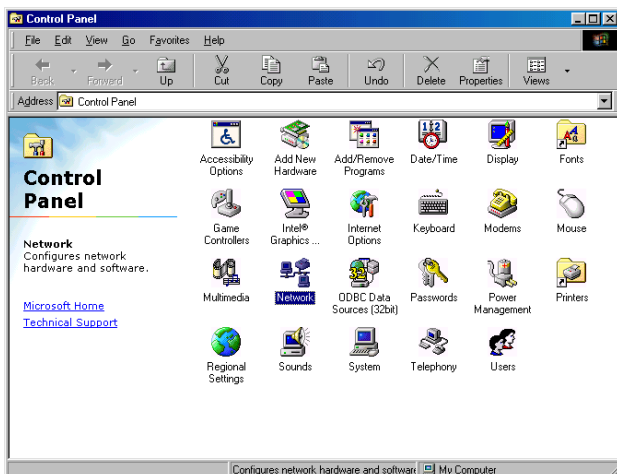 Control Panel
File Edit View Go Favorites Help
Back Forward Up Cut Copy Paste Undo Delete Properties Views
Address Control Panel
Control
Panel
Network
Configures network
hardware and software.
Microsoft Home
Technical Support
Accessibility
Options
Add New
Hardware
Add/Remove
Programs
Date/Time
Display
Fonts
Game
Controllers
Intel®
Graphics ...
Internet
Options
Keyboard
Modems
Mouse
Multimedia
Network
ODBC Data
Sources (32bit)
Passwords
Power
Management
Printers
Regional
Settings
Sounds
System
Telephony
Users
Configures network hardware and software
My Computer